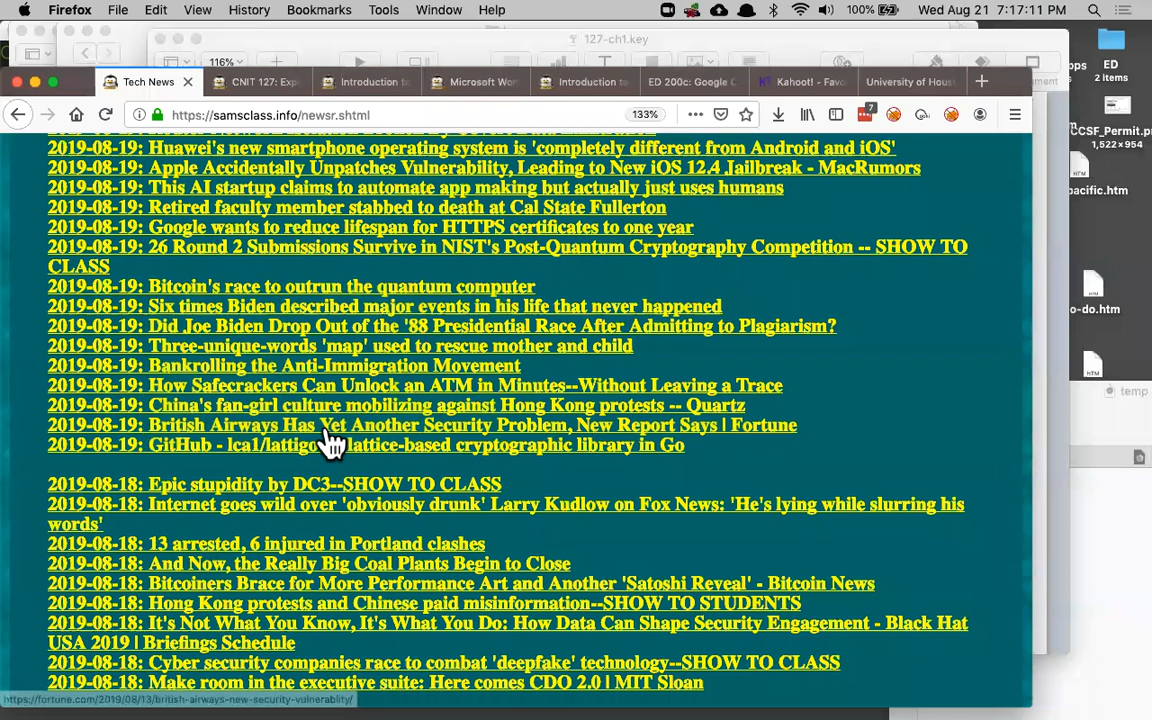 Firefox File Edit View History Bookmarks Tools Window Help 100% Wed Aug 21 7:17:11 PM
127-ch1.key
116%
ED
2 items
Tech News CNIT 127: Exp Introduction to Microsoft Wor Introduction to ED 200c: Google C Kahoot! - Favo University of Hous
https://samsclass.info/newsr.shtml 133% 7
CCSF_Permit.pn
1,522×954
pacific.htm
o-do.htm
temp
2019-08-19: Huawei's new smartphone operating system is 'completely different from Android and iOS'
2019-08-19: Apple Accidentally Unpatches Vulnerability, Leading to New iOS 12.4 Jailbreak - MacRumors
2019-08-19: This AI startup claims to automate app making but actually just uses humans
2019-08-19: Retired faculty member stabbed to death at Cal State Fullerton
2019-08-19: Google wants to reduce lifespan for HTTPS certificates to one year
2019-08-19: 26 Round 2 Submissions Survive in NIST's Post-Quantum Cryptography Competition -- SHOW TO
CLASS
2019-08-19: Bitcoin's race to outrun the quantum computer
2019-08-19: Six times Biden described major events in his life that never happened
2019-08-19: Did Joe Biden Drop Out of the '88 Presidential Race After Admitting to Plagiarism?
2019-08-19: Three-unique-words 'map' used to rescue mother and child
2019-08-19: Bankrolling the Anti-Immigration Movement
2019-08-19: How Safecrackers Can Unlock an ATM in Minutes--Without Leaving a Trace
2019-08-19: China's fan-girl culture mobilizing against Hong Kong protests -- Quartz
2019-08-19: British Airways Has Yet Another Security Problem, New Report Says | Fortune
2019-08-19: GitHub - lca1/lattigo lattice-based cryptographic library in Go
2019-08-18: Epic stupidity by DC3--SHOW TO CLASS
2019-08-18: Internet goes wild over 'obviously drunk' Larry Kudlow on Fox News: 'He's lying while slurring his
words'
2019-08-18: 13 arrested, 6 injured in Portland clashes
2019-08-18: And Now, the Really Big Coal Plants Begin to Close
2019-08-18: Bitcoiners Brace for More Performance Art and Another 'Satoshi Reveal' - Bitcoin News
2019-08-18: Hong Kong protests and Chinese paid misinformation--SHOW TO STUDENTS
2019-08-18: It's Not What You Know, It's What You Do: How Data Can Shape Security Engagement - Black Hat
USA 2019 | Briefings Schedule
2019-08-18: Cyber security companies race to combat 'deepfake' technology--SHOW TO CLASS
2019-08-18: Make room in the executive suite: Here comes CDO 2.0 | MIT Sloan
https://fortune.com/2019/08/13/british-airways-new-security-vulnerablity/